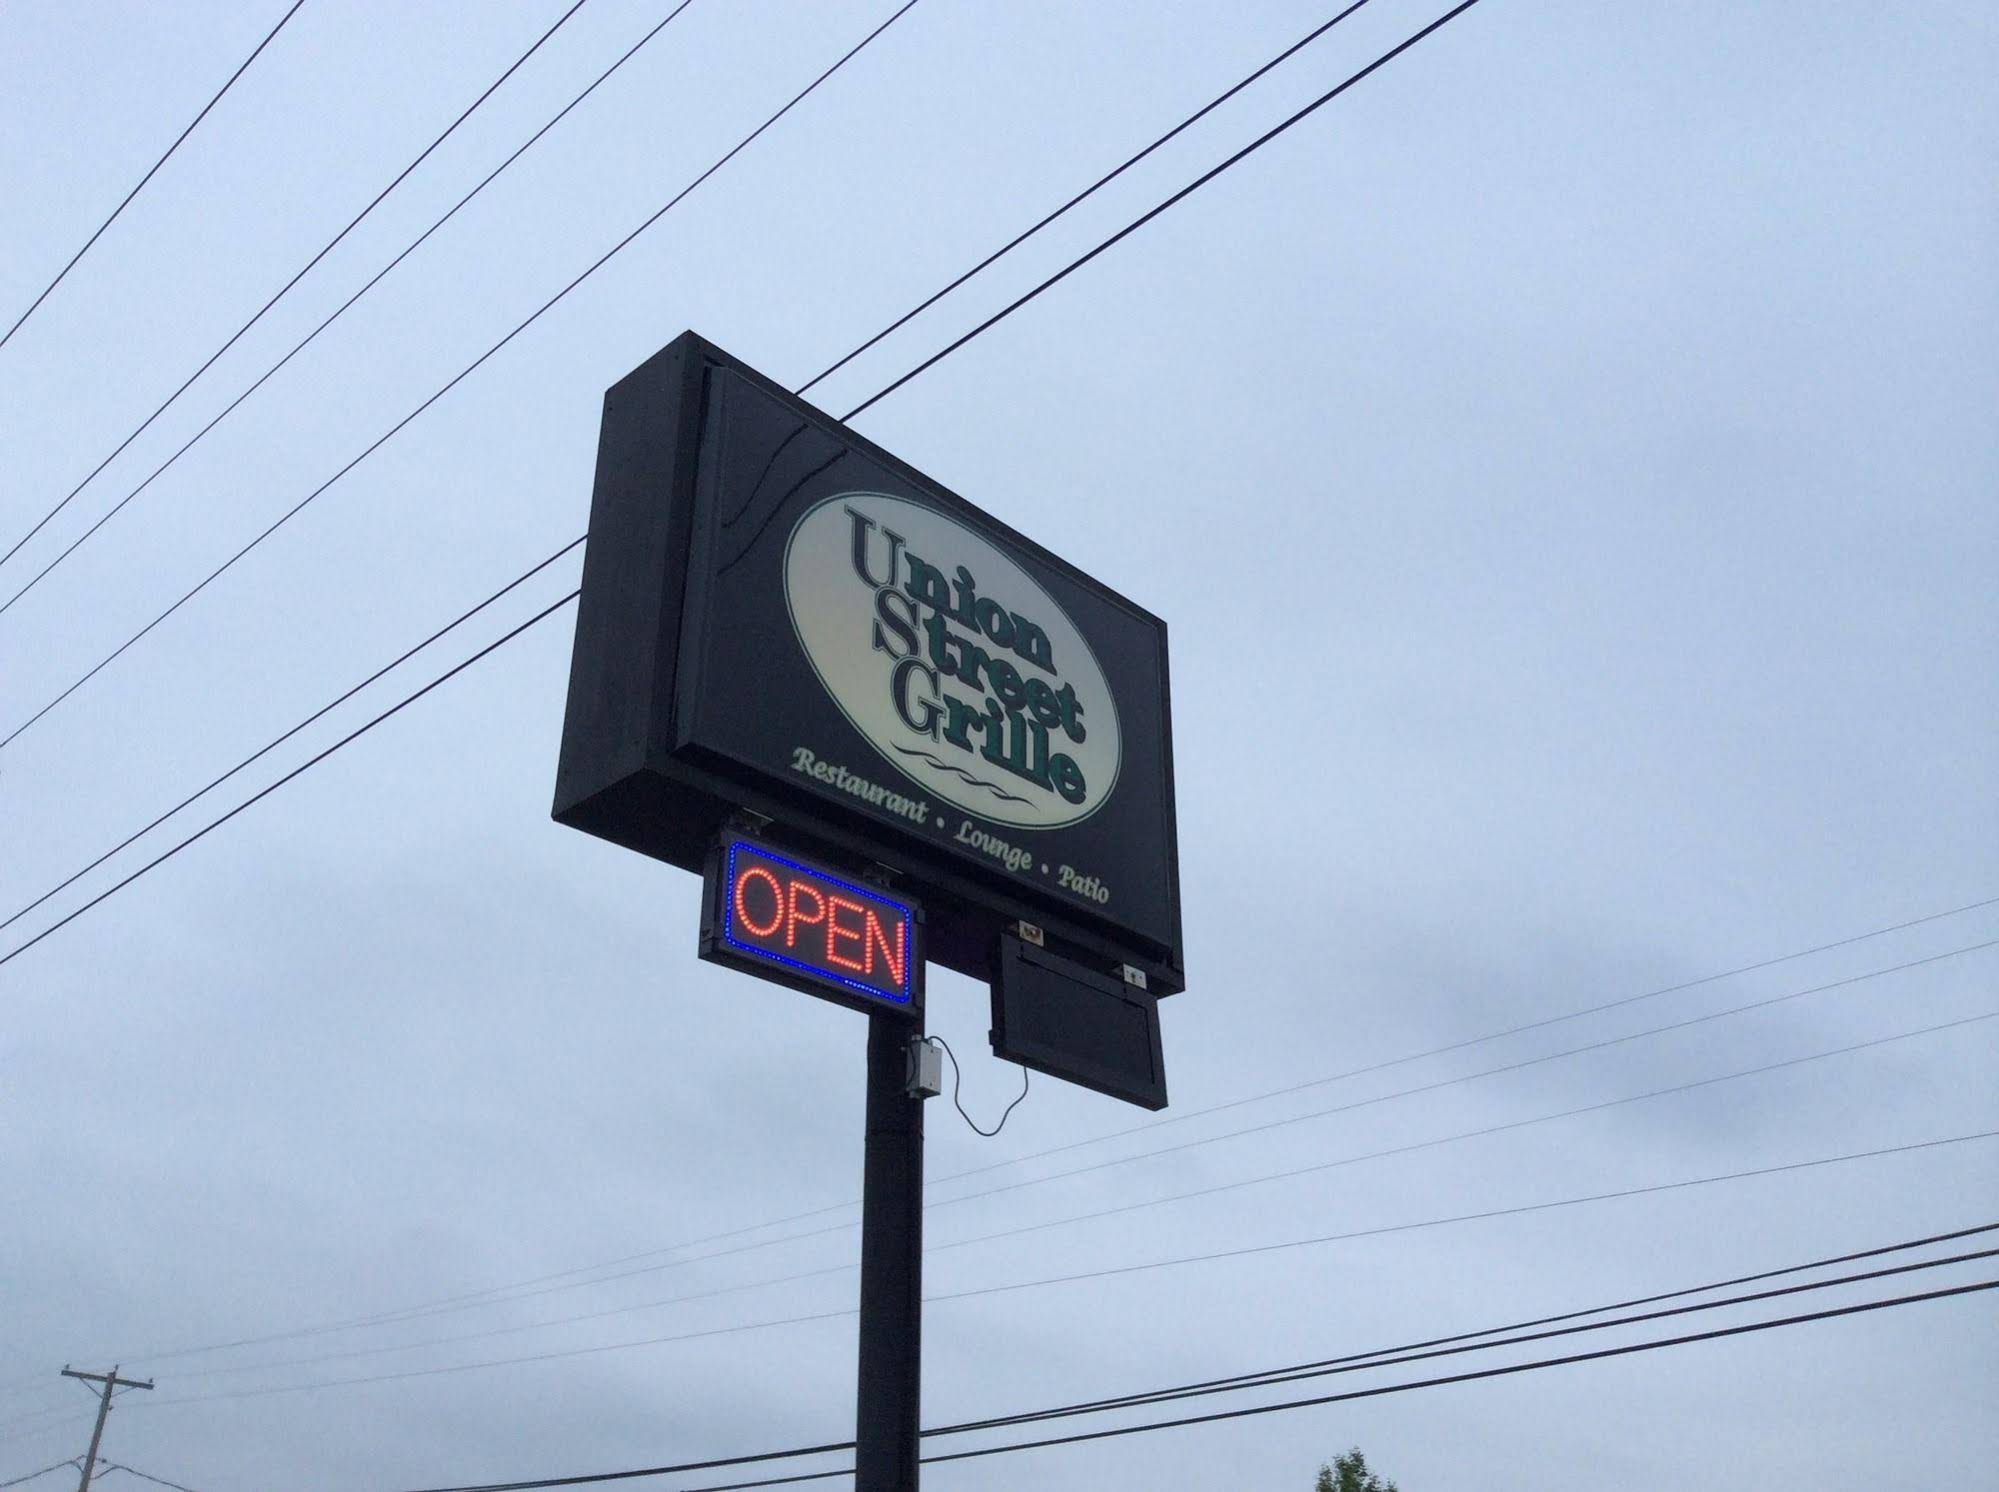 Union
Street
Grille
Restaurant • Lounge • Patio
OPEN